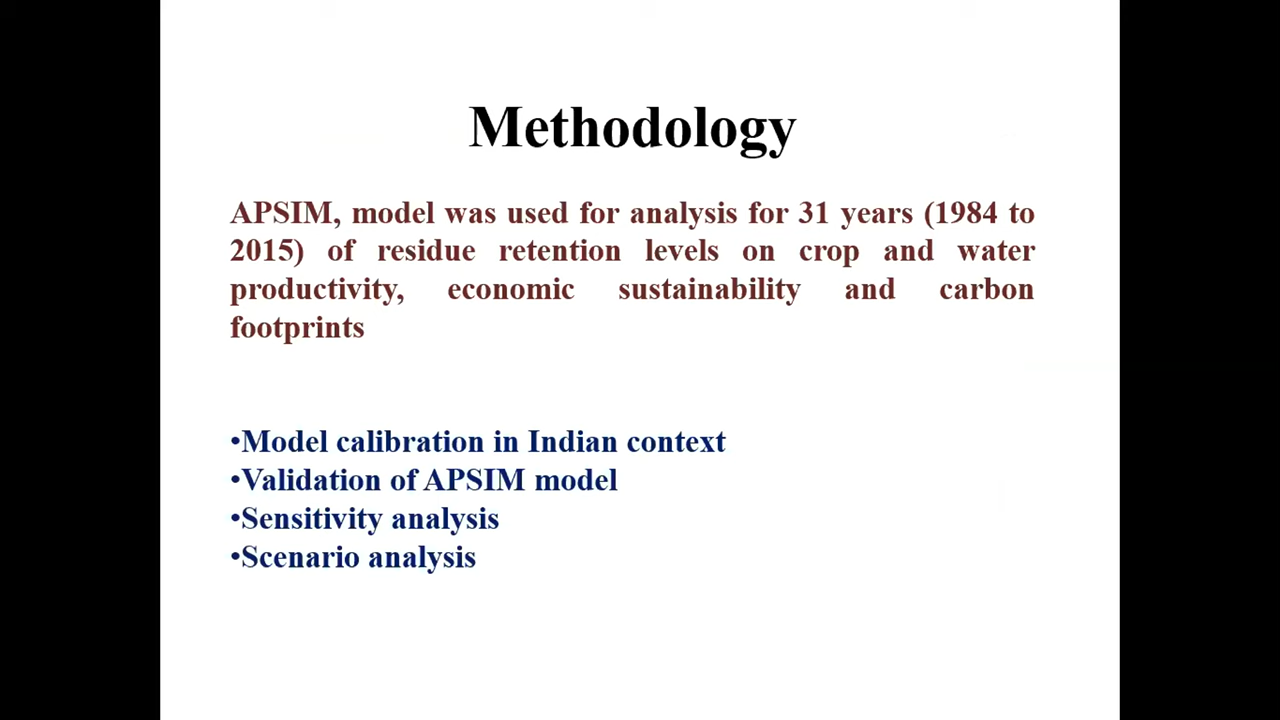 Methodology
APSIM, model was used for analysis for 31 years (1984 to
2015) of residue retention levels on crop and water
productivity, economic sustainability and carbon
footprints
•Model calibration in Indian context
•Validation of APSIM model
•Sensitivity analysis
•Scenario analysis